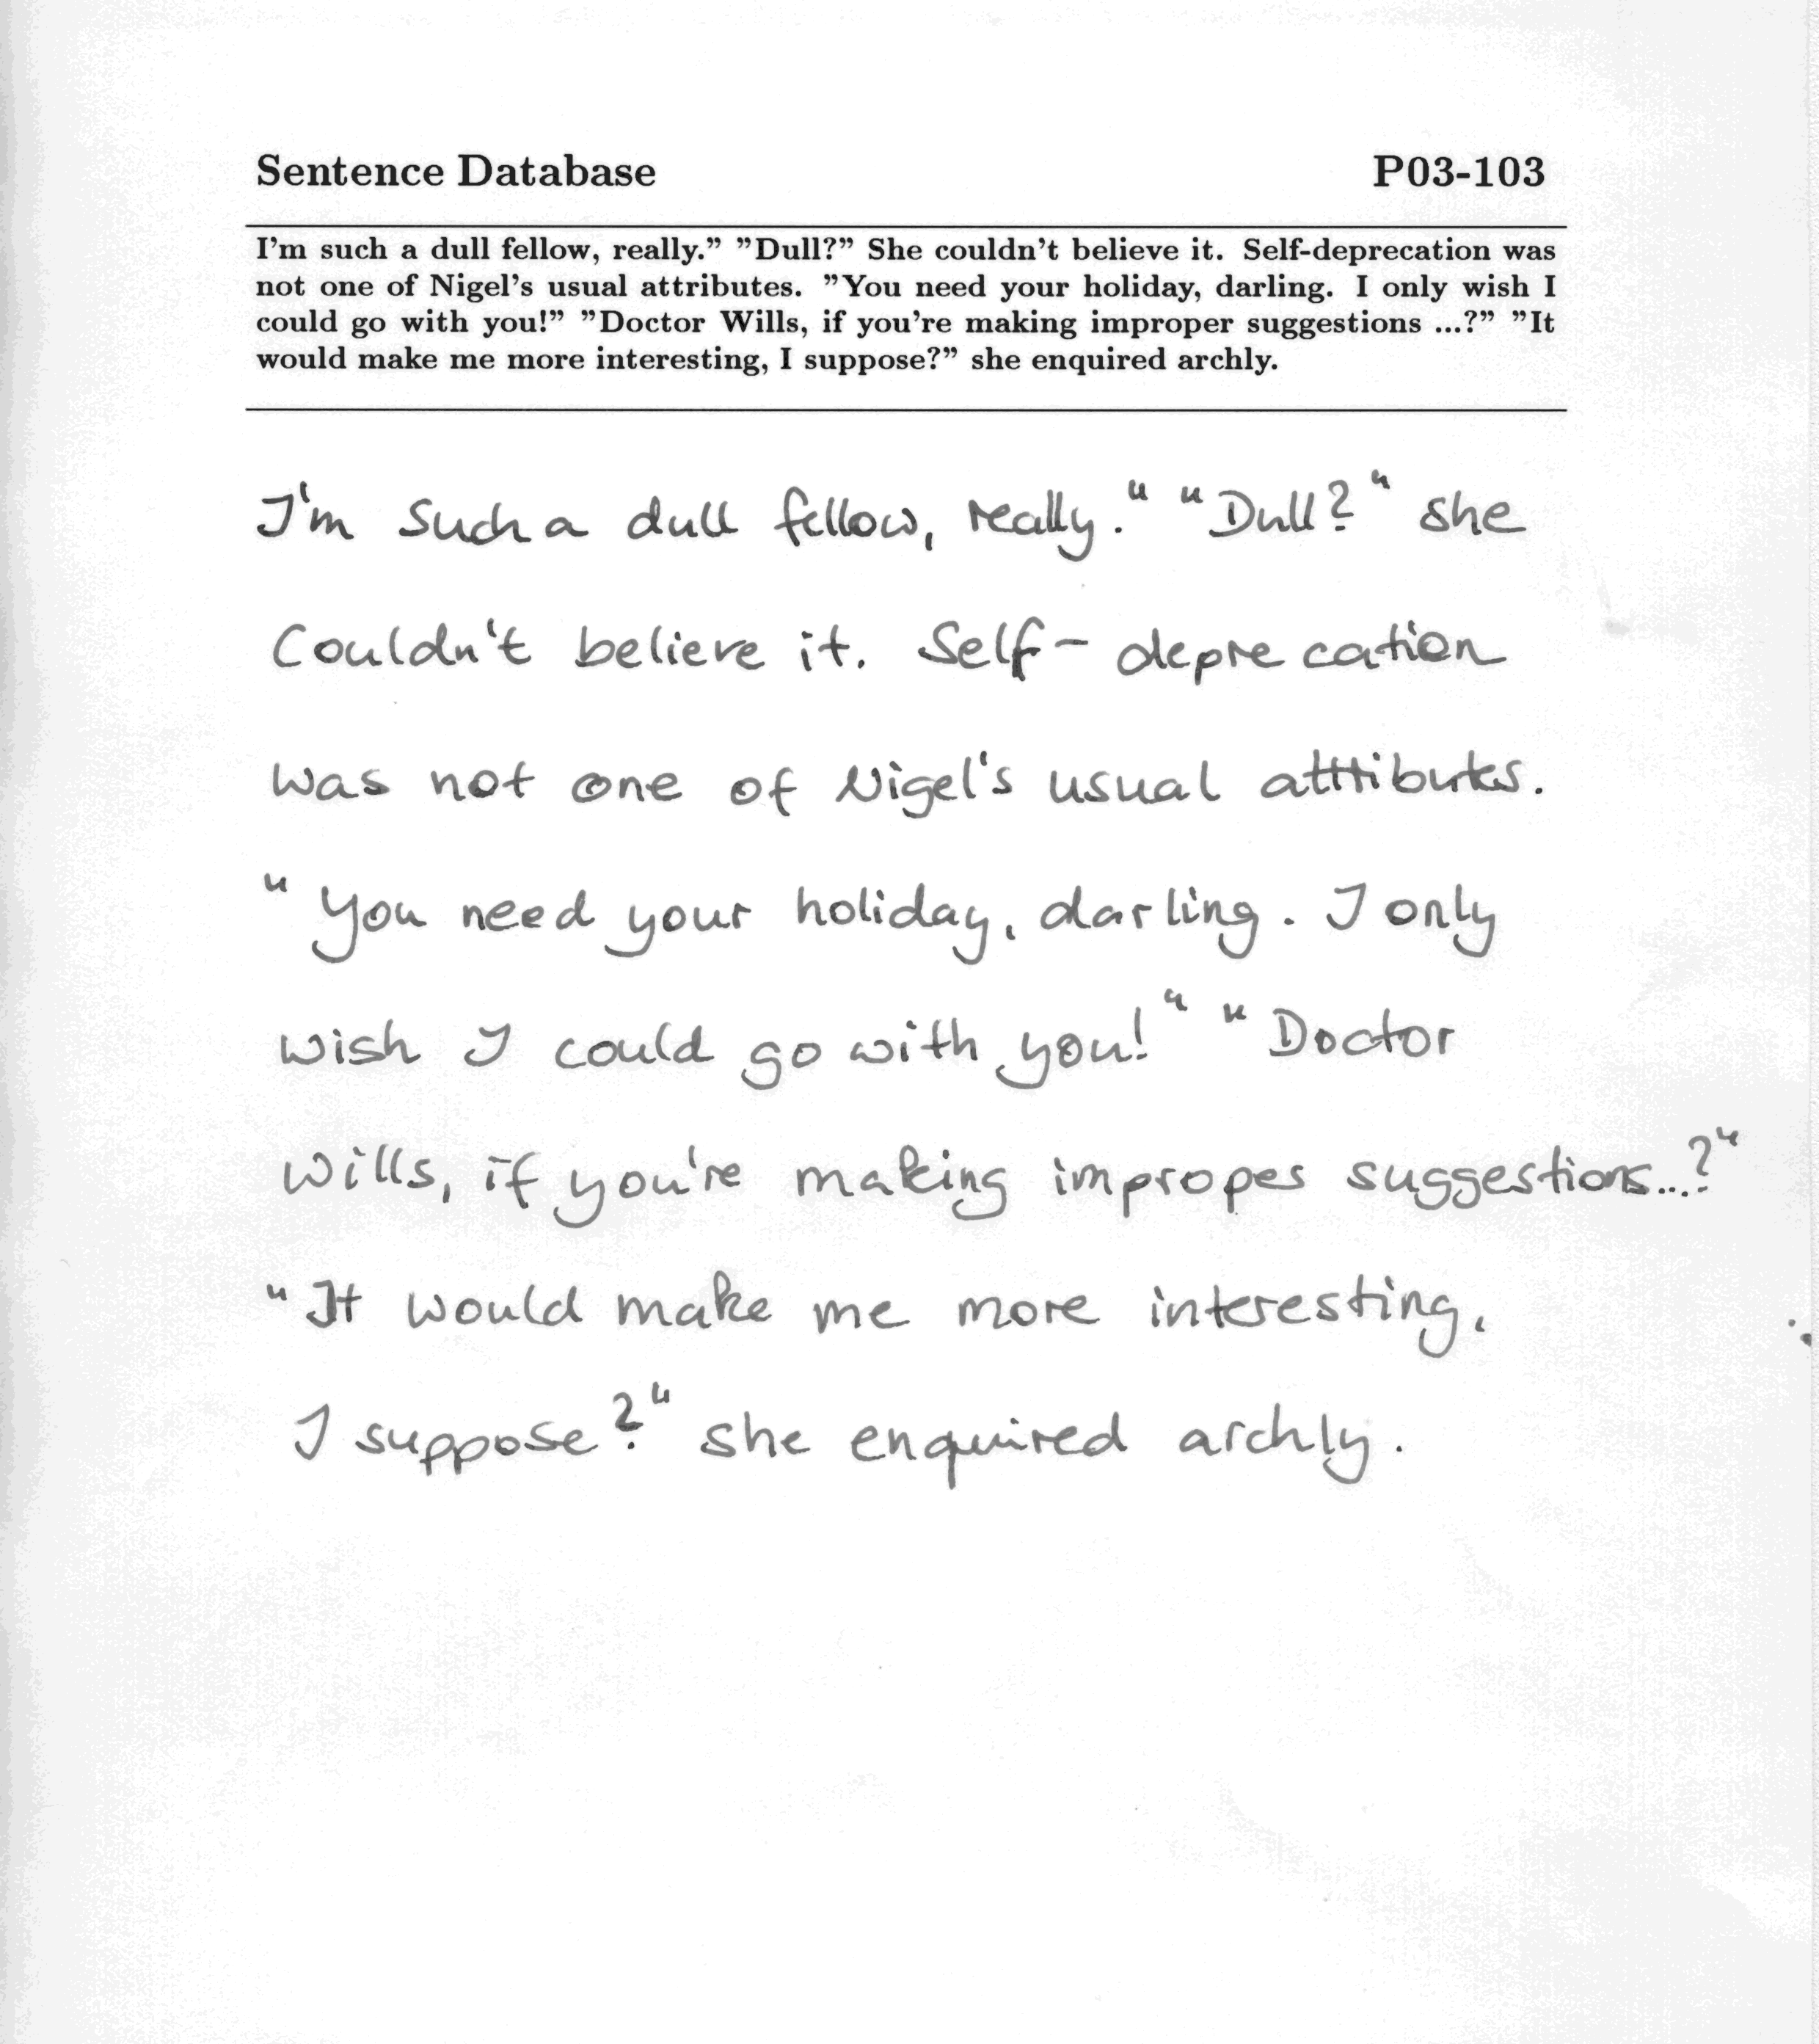 Sentence Database P03-103
I'm such a dull fellow, really.” ”Dull?” She couldn't believe it. Self-deprecation was
not one of Nigel's usual attributes. ”You need your holiday, darling. I only wish I
could go with you!” ”Doctor Wills, if you're making improper suggestions ...?” ”It
would make me more interesting, I suppose?” she enquired archly.
I'm such a dull fellow, really." "Dull?" she
Couldn't believe it. Self-deprecation
was not one of Nigel's usual attributes.
"You need your holiday, darling. I only
wish I could go with you!" "Doctor
Wills, if you're making impropes suggestions...?"
"It would make me more interesting,
I suppose?" she enquired archly.